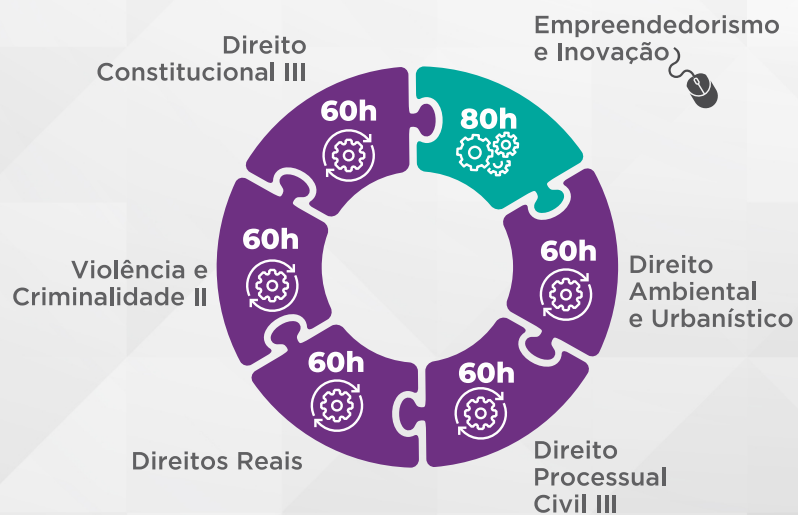 Empreendedorismo
e Inovação
80h
Direito
Ambiental
e Urbanístico
60h
Direito
Processual
Civil III
60h
Direitos Reais
60h
Violência e
Criminalidade II
60h
Direito
Constitucional III
60h